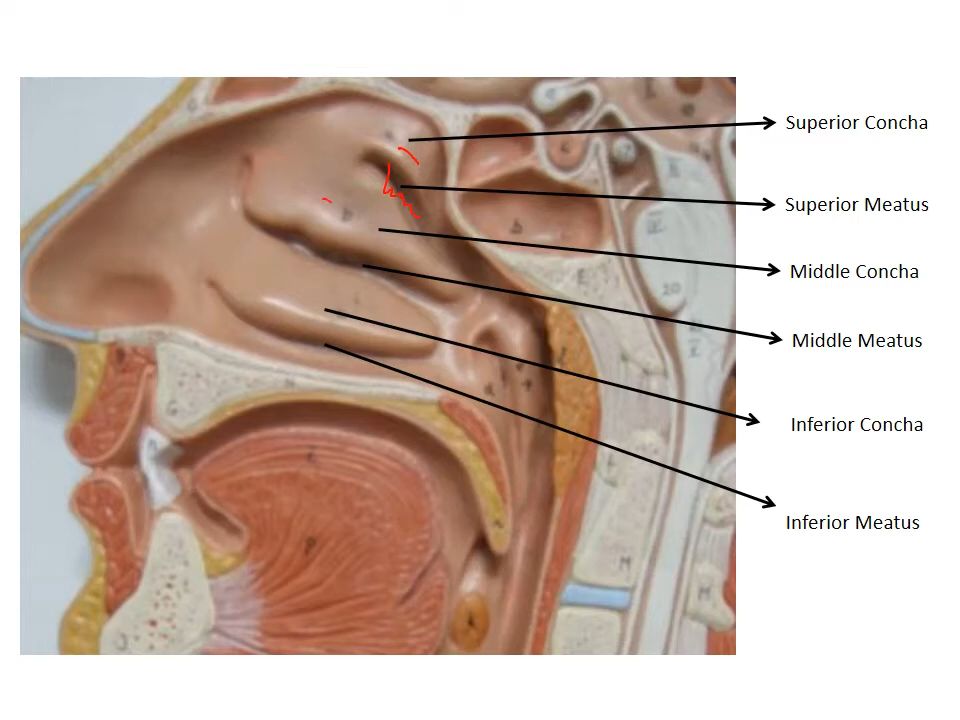 Superior Concha
Superior Meatus
Middle Concha
Middle Meatus
Inferior Concha
Inferior Meatus